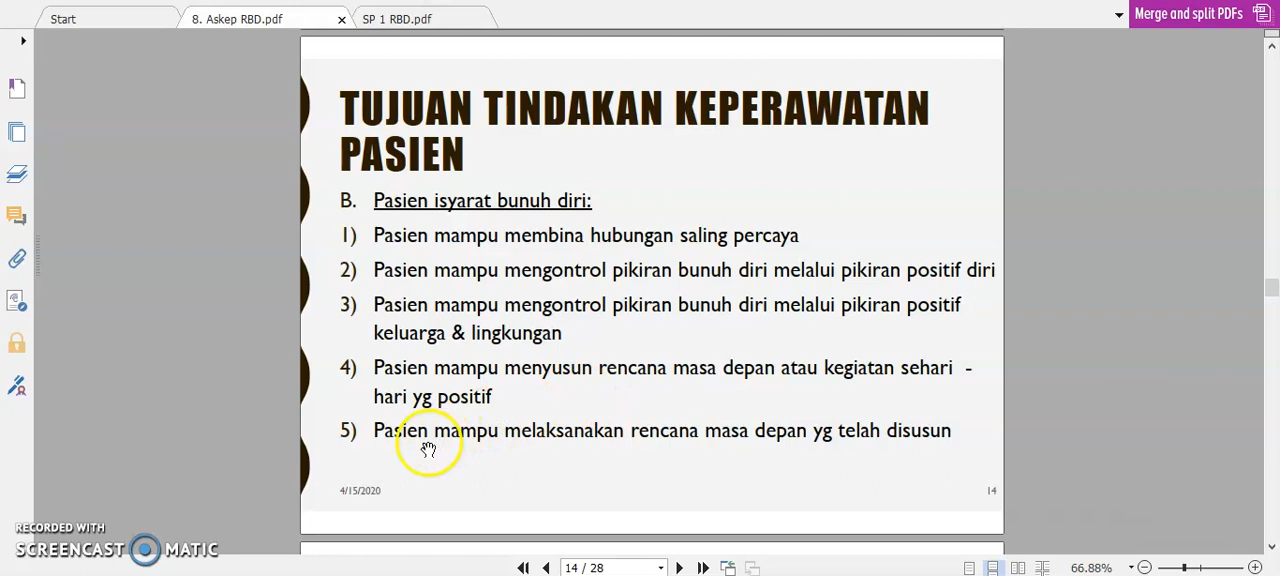 Start
8. Askep RBD.pdf
SP 1 RBD.pdf
Merge and split PDFs
TUJUAN TINDAKAN KEPERAWATAN
PASIEN
B. Pasien isyarat bunuh diri:
1) Pasien mampu membina hubungan saling percaya
2) Pasien mampu mengontrol pikiran bunuh diri melalui pikiran positif diri
3) Pasien mampu mengontrol pikiran bunuh diri melalui pikiran positif
keluarga & lingkungan
4) Pasien mampu menyusun rencana masa depan atau kegiatan sehari -
hari yg positif
5) Pasien mampu melaksanakan rencana masa depan yg telah disusun
4/15/2020
14
RECORDED WITH
SCREENCAST MATIC
14 / 28
66.88%